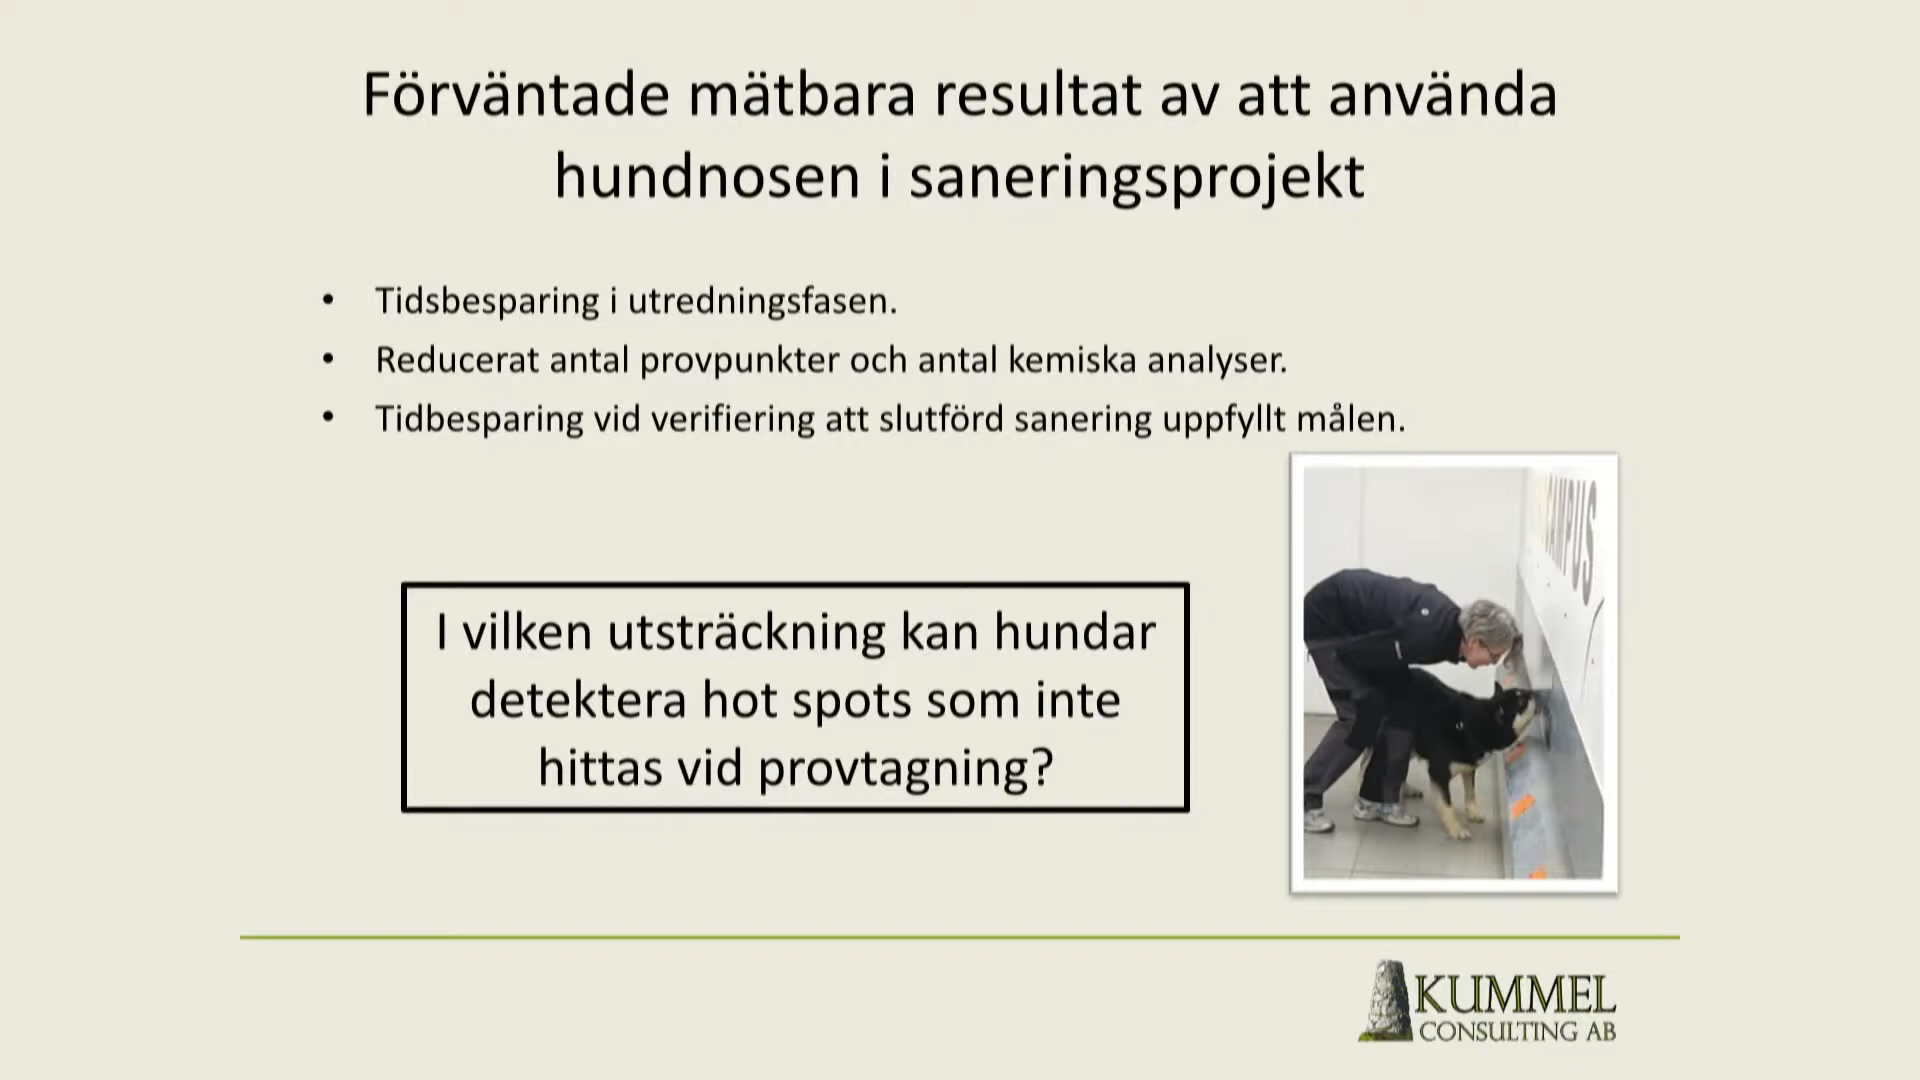 Förväntade mätbara resultat av att använda
hundnosen i saneringsprojekt
• Tidsbesparing i utredningsfasen.
• Reducerat antal provpunkter och antal kemiska analyser.
• Tidbesparing vid verifiering att slutförd sanering uppfyllt målen.
I vilken utsträckning kan hundar
detektera hot spots som inte
hittas vid provtagning?
CAMPUS
KUMMEL
CONSULTING AB